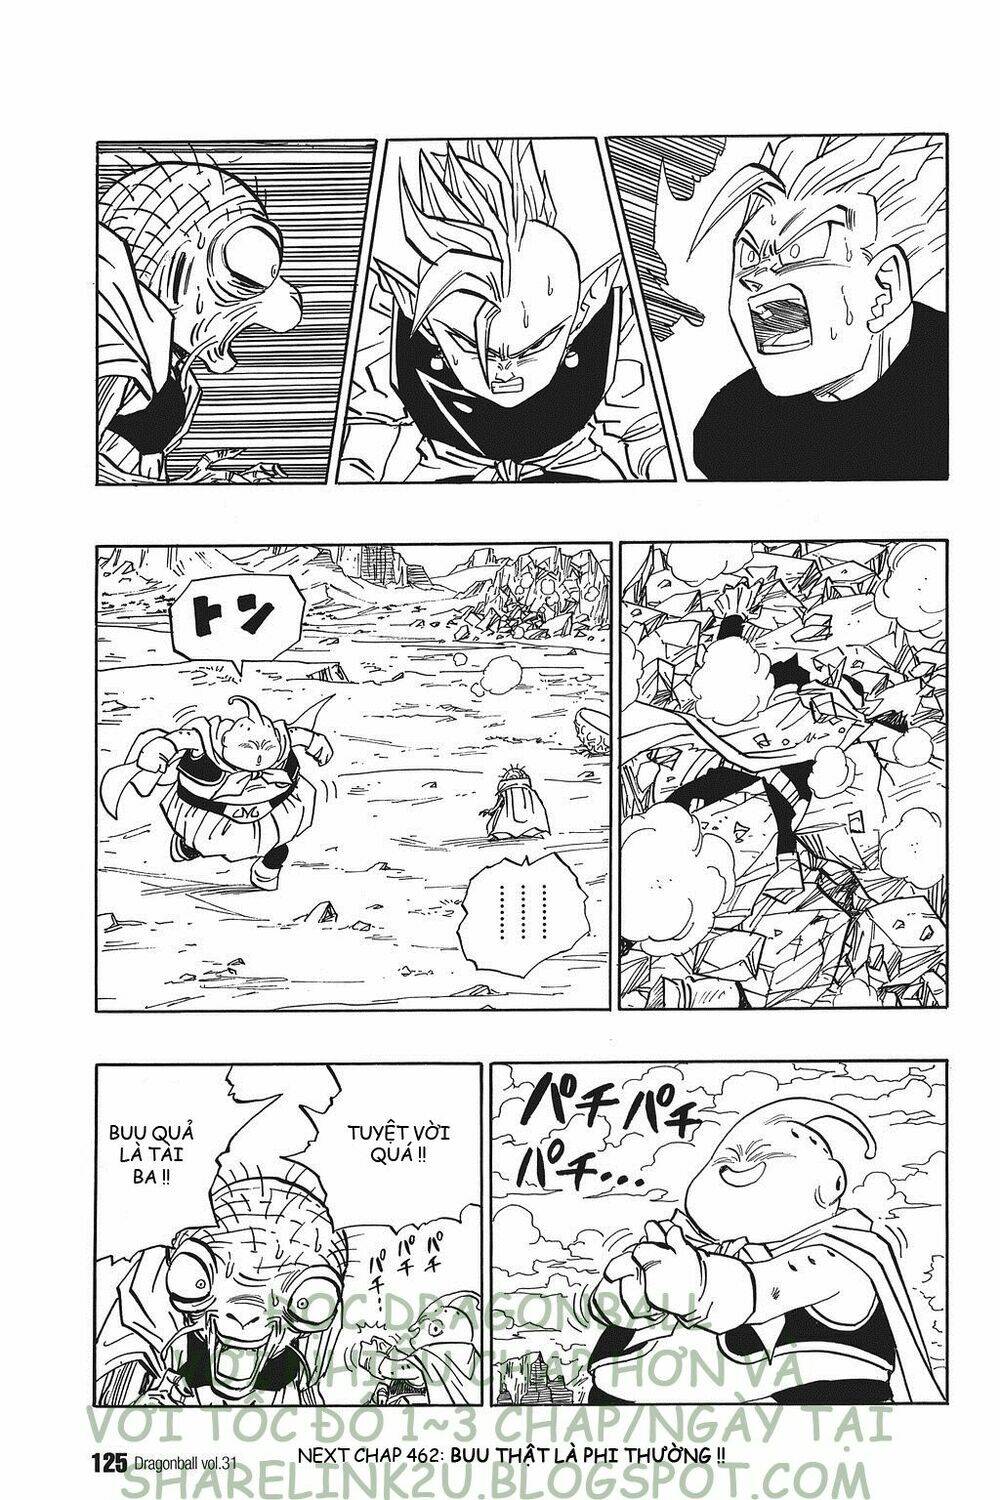 トン
BUU QUẢ
LÀ TÀI
BA !!
TUYỆT VỜI
QUÁ !!
パチ
パチ
パチ...
パチ パチ
パチ...
ĐỌC DRAGONBALL
VỚI NHIỀU CHAP HƠN VÀ
VỚI TỐC ĐỘ 1~3 CHAP/NGÀY TẠI
SHARELINK2U.BLOGSPOT.COM
125 Dragonball vol.31
NEXT CHAP 462: BUU THẬT LÀ PHI THƯỜNG !!